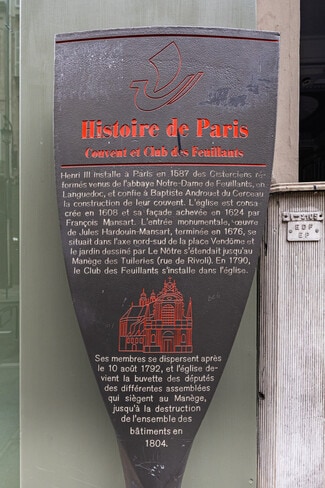 Histoire de Paris
Couvent et Club des Feuillants
Henri III installe à Paris en 1587 des Cisterciens ré-
formés venus de l'abbaye Notre-Dame de Feuillants, en
Languedoc, et confie à Baptiste Androuet du Cerceau
la construction de leur couvent. L'église est consa-
crée en 1608 et sa façade achevée en 1624 par
François Mansart. L'entrée monumentale, œuvre
de Jules Hardouin-Mansart, terminée en 1676, se
situait dans l'axe nord-sud de la place Vendôme et
le jardin dessiné par Le Nôtre s'étendait jusqu'au
Manège des Tuileries (rue de Rivoli). En 1790,
le Club des Feuillants s'installe dans l'église.
Ses membres se dispersent après
le 10 août 1792, et l'église de-
vient la buvette des députés
des différentes assemblées
qui siègent au Manège,
jusqu'à la destruction
de l'ensemble des
bâtiments en
1804.
EDF